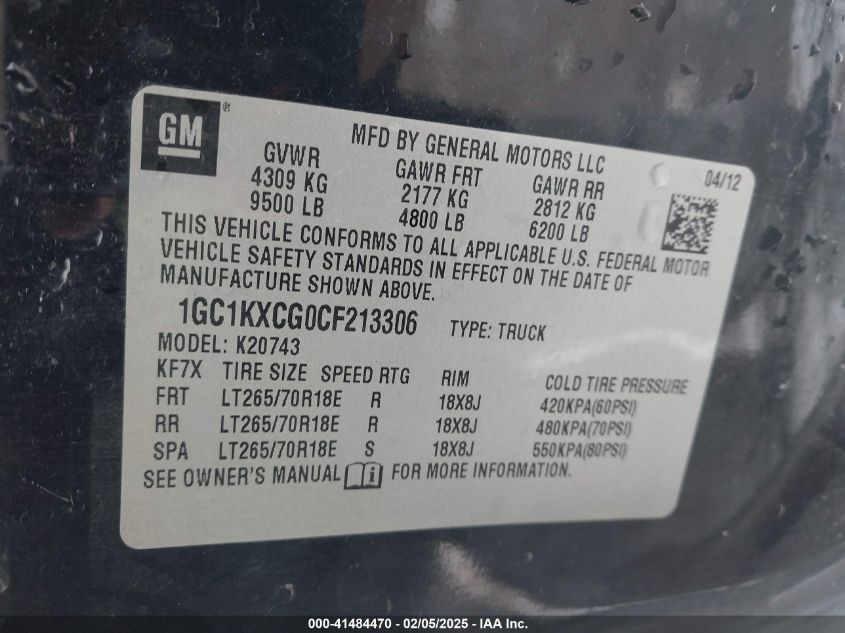 GM ®
MFD BY GENERAL MOTORS LLC 04/12
GVWR GAWR FRT GAWR RR
4309 KG 2177 KG 2812 KG
9500 LB 4800 LB 6200 LB
THIS VEHICLE CONFORMS TO ALL APPLICABLE U.S. FEDERAL MOTOR
VEHICLE SAFETY STANDARDS IN EFFECT ON THE DATE OF
MANUFACTURE SHOWN ABOVE.
1GC1KXCG0CF213306 TYPE: TRUCK
MODEL: K20743
KF7X TIRE SIZE SPEED RTG RIM COLD TIRE PRESSURE
FRT LT265/70R18E R 18X8J 420KPA(60PSI)
RR LT265/70R18E R 18X8J 480KPA(70PSI)
SPA LT265/70R18E S 18X8J 550KPA(80PSI)
SEE OWNER'S MANUAL FOR MORE INFORMATION.
000-41484470 - 02/05/2025 - IAA Inc.